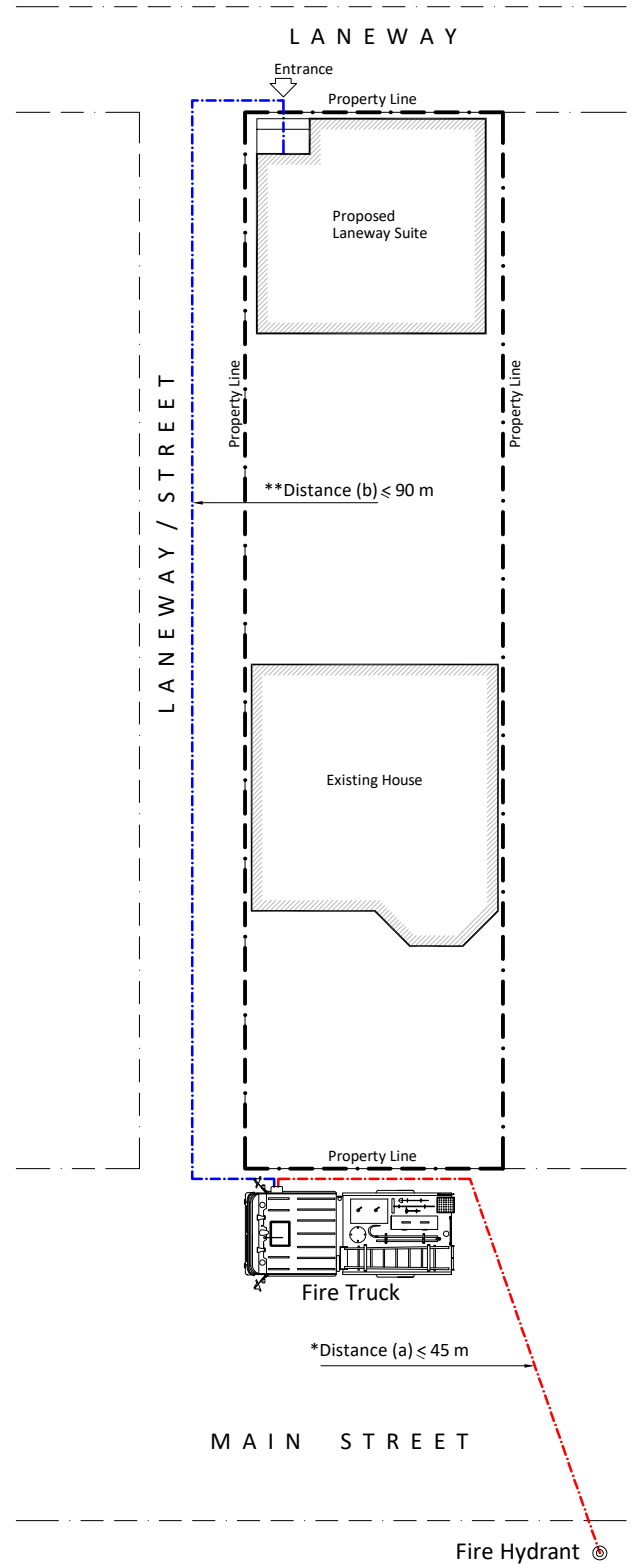 LANEWAY
Entrance
Property Line
Proposed
Laneway Suite
Property Line
Property Line
LANEWAY / STREET
**Distance (b) ⩽ 90 m
Existing House
Property Line
Fire Truck
*Distance (a) ⩽ 45 m
MAIN STREET
Fire Hydrant